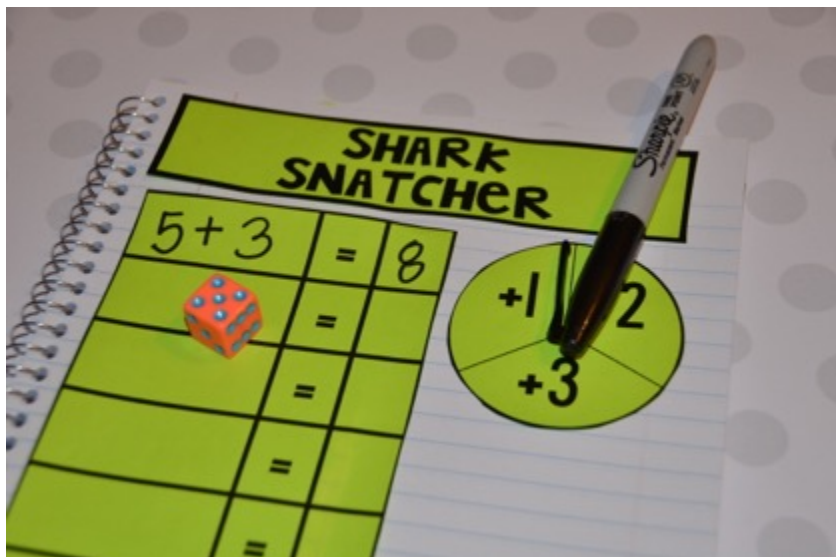 SHARK
SNATCHER
5+3 = 8
=
=
=
=
+1
2
+3
Sharpie